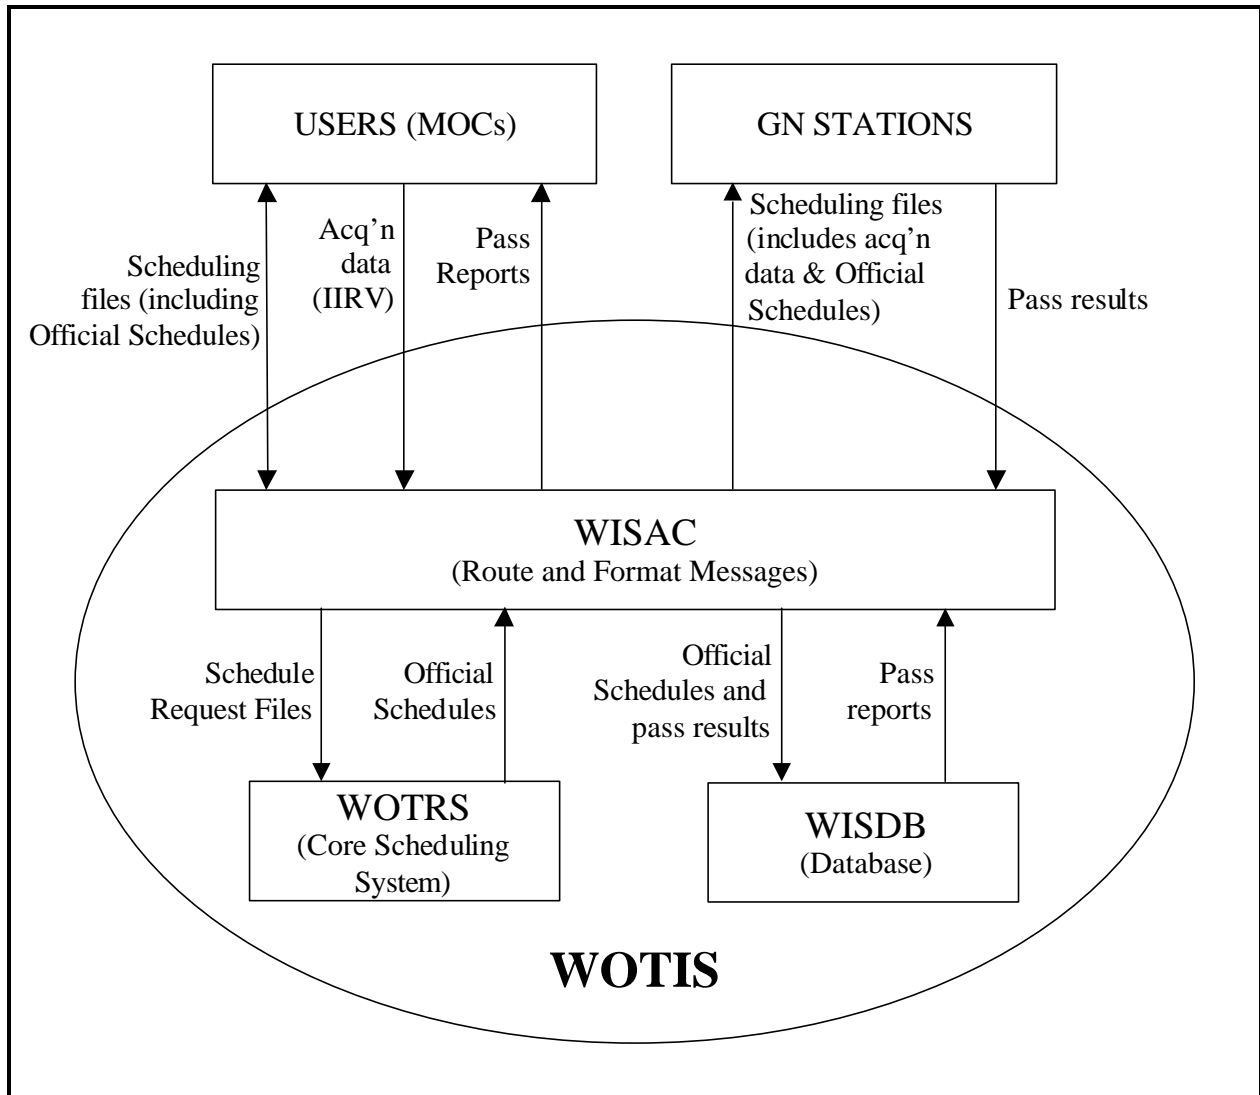 USERS (MOCs)
GN STATIONS
Scheduling
files (including
Official Schedules)
Acq’n
data
(IIRV)
Pass
Reports
Scheduling files
(includes acq’n
data & Official
Schedules)
Pass results
WISAC
(Route and Format Messages)
Schedule
Request Files
Official
Schedules
Official
Schedules and
pass results
Pass
reports
WOTRS
(Core Scheduling
System)
WISDB
(Database)
WOTIS